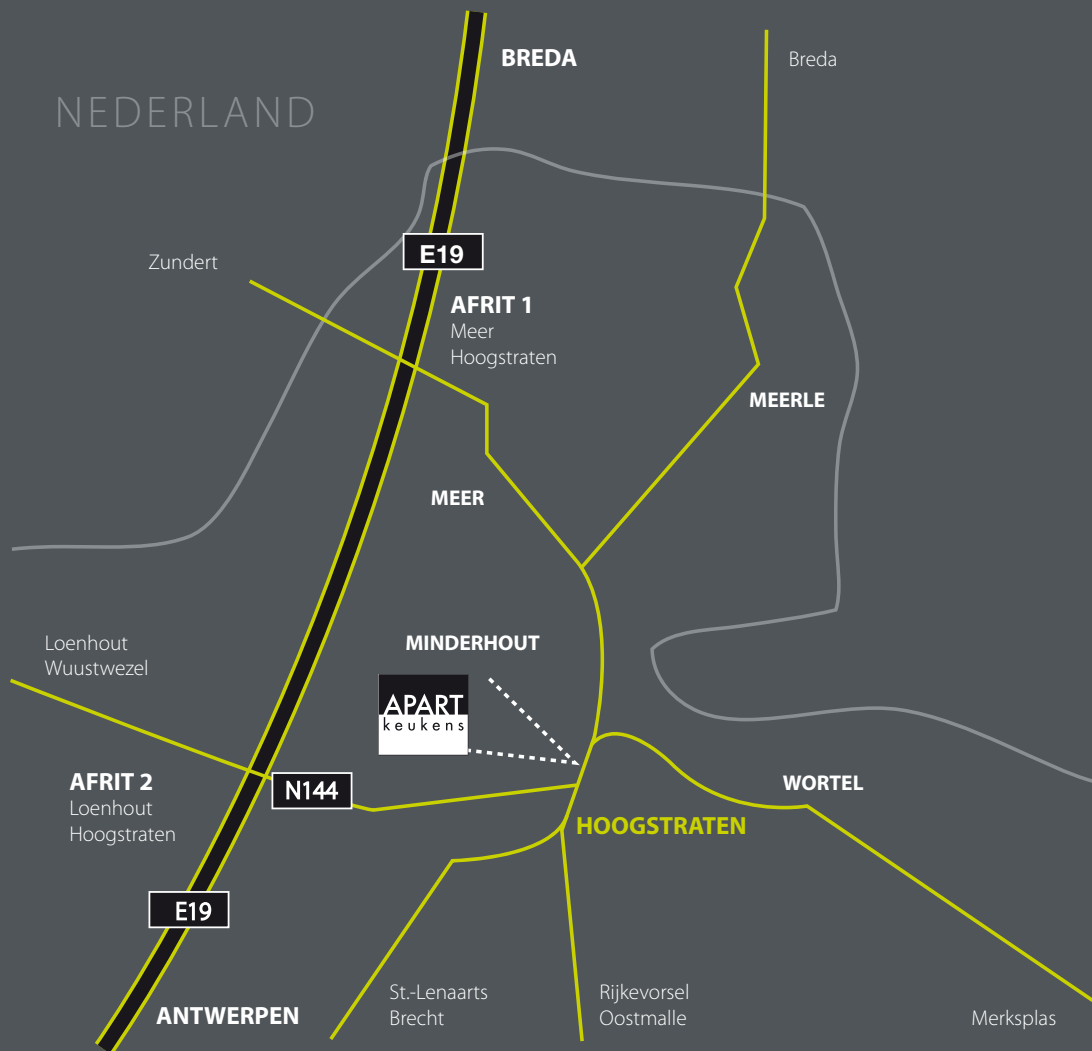 BREDA
Breda
NEDERLAND
E19
Zundert
AFRIT 1
Meer
Hoogstraten
MEERLE
MEER
Loenhout
Wuustwezel
MINDERHOUT
APART
keukens
AFRIT 2
Loenhout
Hoogstraten
N144
WORTEL
HOOGSTRATEN
E19
ANTWERPEN
St.-Lenaarts
Brecht
Rijkevorsel
Oostmalle
Merksplas